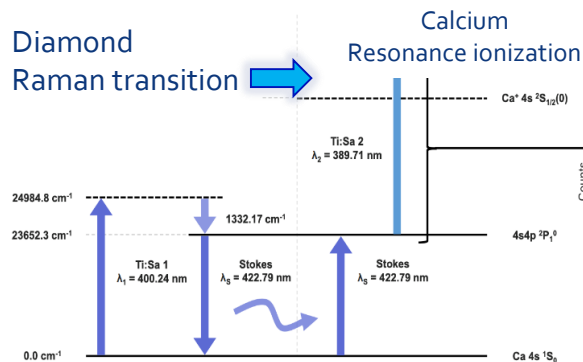 Diamond
Raman transition
Calcium
Resonance ionization
Ca⁺ 4s ²S₁/₂(0)
Ti:Sa 2
λ₂ = 389.71 nm
Counts
24984.8 cm⁻¹
1332.17 cm⁻¹
23652.3 cm⁻¹
4s4p ²P₁⁰
Ti:Sa 1
λ₁ = 400.24 nm
Stokes
λₛ = 422.79 nm
Stokes
λₛ = 422.79 nm
0.0 cm⁻¹
Ca 4s ¹S₀